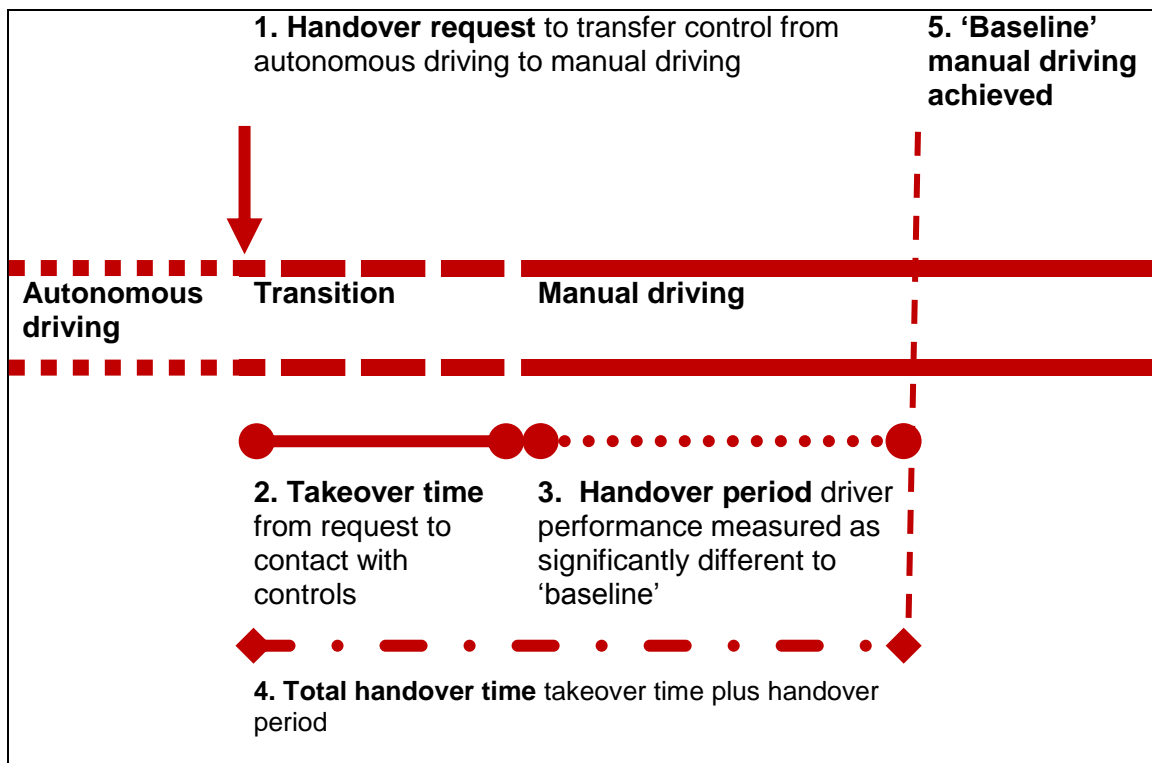 1. Handover request to transfer control from
autonomous driving to manual driving
5. ‘Baseline’
manual driving
achieved
Autonomous
driving
Transition
Manual driving
2. Takeover time
from request to
contact with
controls
3. Handover period driver
performance measured as
significantly different to
‘baseline’
4. Total handover time takeover time plus handover
period